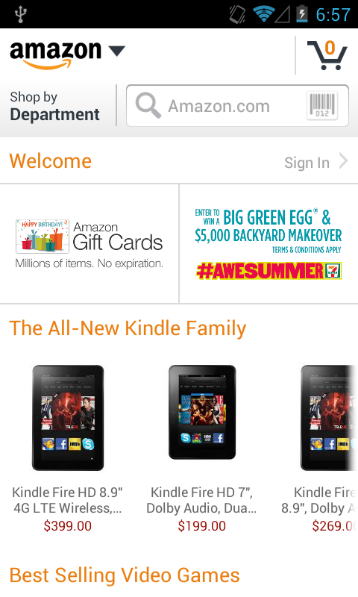 6:57
amazon
0
Shop by
Department
Amazon.com
Welcome
Sign In
HAPPY BIRTHDAY!
Amazon
Gift Cards
Millions of items. No expiration.
ENTER TO
WIN A BIG GREEN EGG® &
$5,000 BACKYARD MAKEOVER
TERMS & CONDITIONS APPLY
#AWESUMMER
The All-New Kindle Family
Kindle Fire HD 8.9"
4G LTE Wireless,...
$399.00
Kindle Fire HD 7",
Dolby Audio, Dua...
$199.00
Kindle Fire
8.9", Dolby A
$269.0
Best Selling Video Games